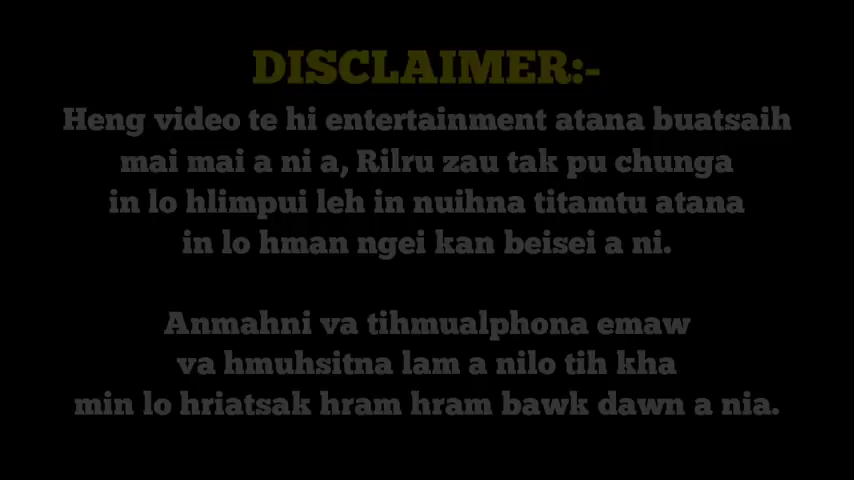 DISCLAIMER:-
Heng video te hi entertainment atana buatsaih
mai mai a ni a, Rilru zau tak pu chunga
in lo hlimpui leh in nuihna titamtu atana
in lo hman ngei kan beisei a ni.
Anmahni va tihmualphona emaw
va hmuhsitna lam a nilo tih kha
min lo hriatsak hram hram bawk dawn a nia.